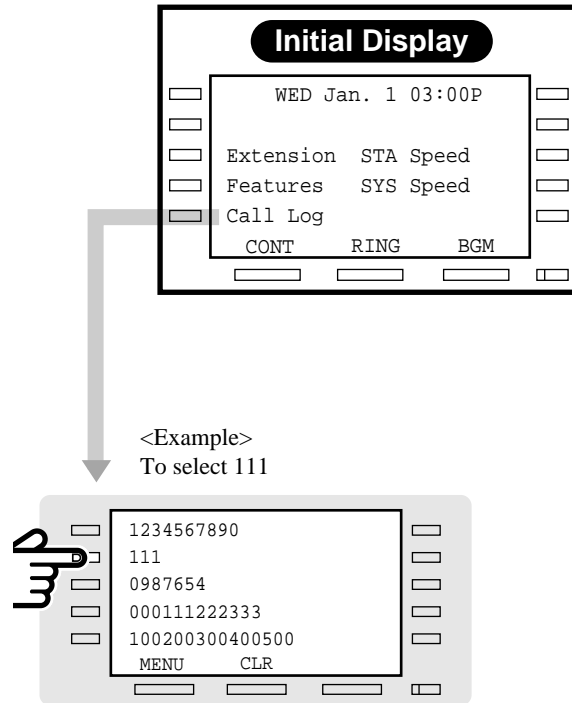 Initial Display
WED Jan. 1 03:00P
Extension STA Speed
Features SYS Speed
Call Log
CONT RING BGM
<Example>
To select 111
1234567890
111
0987654
000111222333
100200300400500
MENU CLR